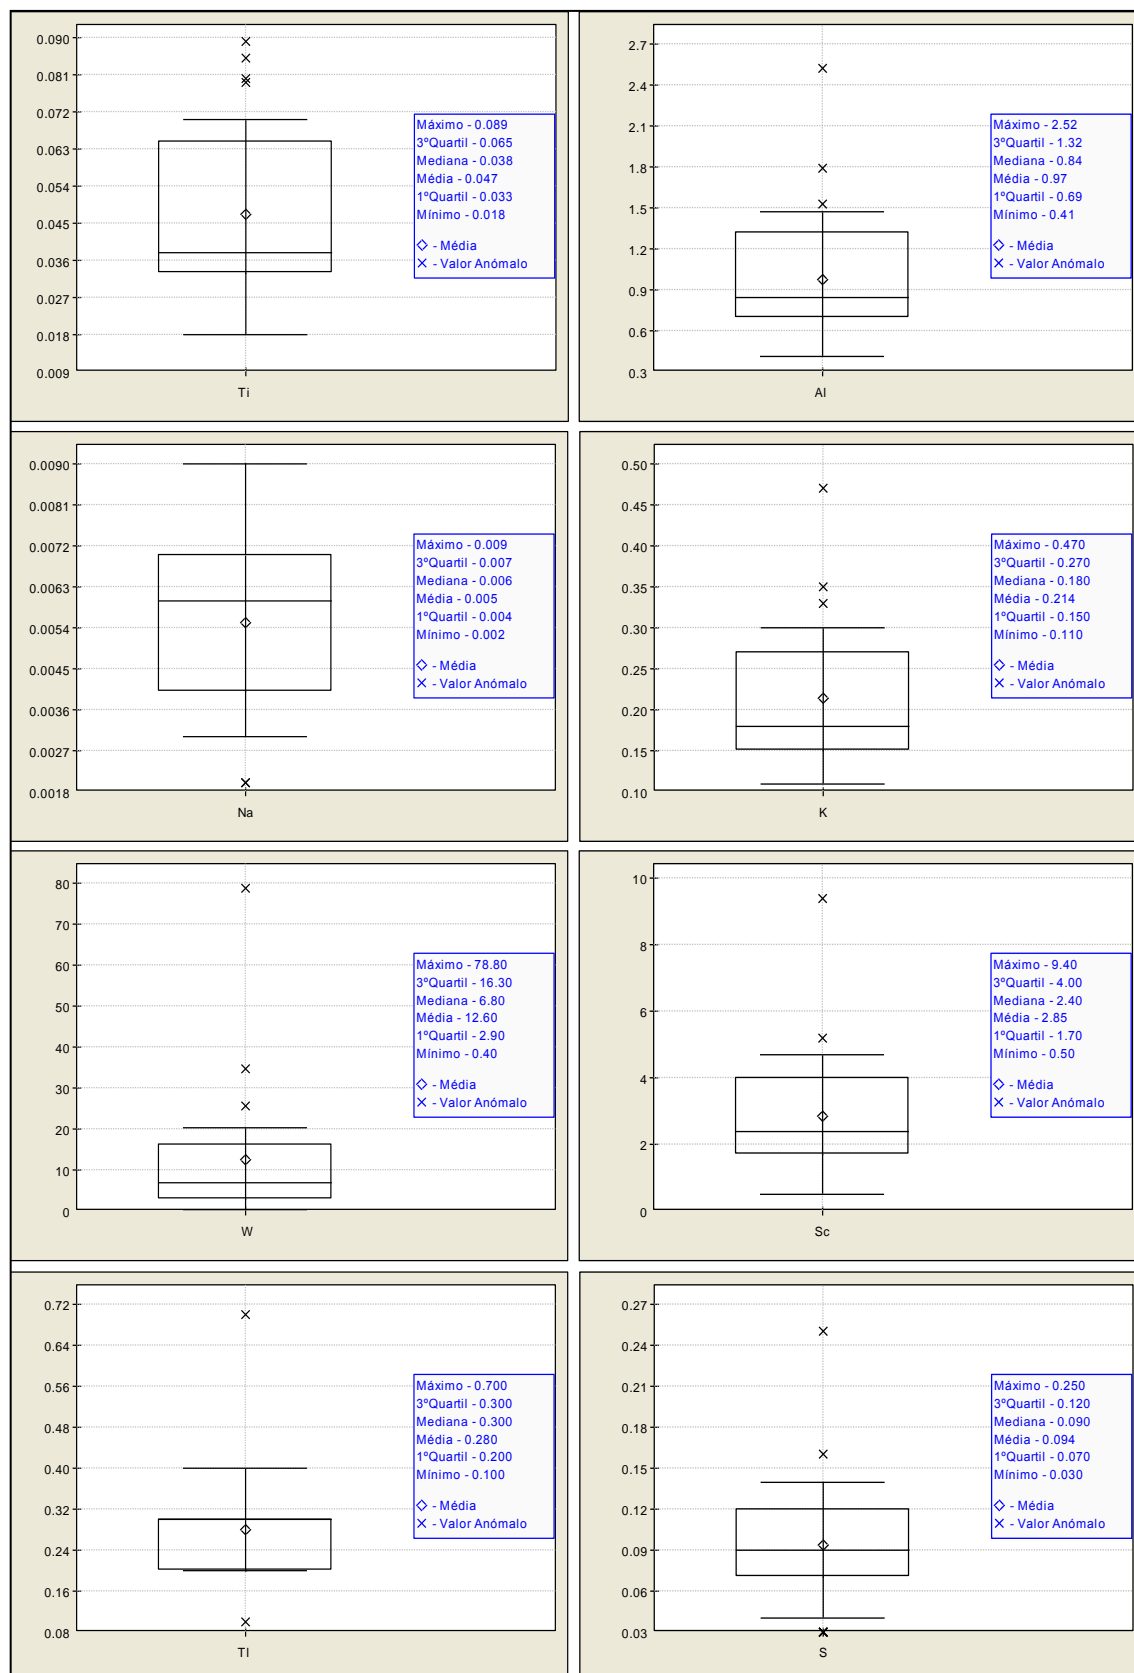 0.090
0.081
0.072
0.063
0.054
0.045
0.036
0.027
0.018
0.009
Ti
Máximo - 0.089
3ºQuartil - 0.065
Mediana - 0.038
Média - 0.047
1ºQuartil - 0.033
Mínimo - 0.018
◇ - Média
× - Valor Anómalo
2.7
2.4
2.1
1.8
1.5
1.2
0.9
0.6
0.3
Al
Máximo - 2.52
3ºQuartil - 1.32
Mediana - 0.84
Média - 0.97
1ºQuartil - 0.69
Mínimo - 0.41
◇ - Média
× - Valor Anómalo
0.0090
0.0081
0.0072
0.0063
0.0054
0.0045
0.0036
0.0027
0.0018
Na
Máximo - 0.009
3ºQuartil - 0.007
Mediana - 0.006
Média - 0.005
1ºQuartil - 0.004
Mínimo - 0.002
◇ - Média
× - Valor Anómalo
0.50
0.45
0.40
0.35
0.30
0.25
0.20
0.15
0.10
K
Máximo - 0.470
3ºQuartil - 0.270
Mediana - 0.180
Média - 0.214
1ºQuartil - 0.150
Mínimo - 0.110
◇ - Média
× - Valor Anómalo
80
70
60
50
40
30
20
10
0
W
Máximo - 78.80
3ºQuartil - 16.30
Mediana - 6.80
Média - 12.60
1ºQuartil - 2.90
Mínimo - 0.40
◇ - Média
× - Valor Anómalo
10
8
6
4
2
0
Sc
Máximo - 9.40
3ºQuartil - 4.00
Mediana - 2.40
Média - 2.85
1ºQuartil - 1.70
Mínimo - 0.50
◇ - Média
× - Valor Anómalo
0.72
0.64
0.56
0.48
0.40
0.32
0.24
0.16
0.08
Tl
Máximo - 0.700
3ºQuartil - 0.300
Mediana - 0.300
Média - 0.280
1ºQuartil - 0.200
Mínimo - 0.100
◇ - Média
× - Valor Anómalo
0.27
0.24
0.21
0.18
0.15
0.12
0.09
0.06
0.03
S
Máximo - 0.250
3ºQuartil - 0.120
Mediana - 0.090
Média - 0.094
1ºQuartil - 0.070
Mínimo - 0.030
◇ - Média
× - Valor Anómalo